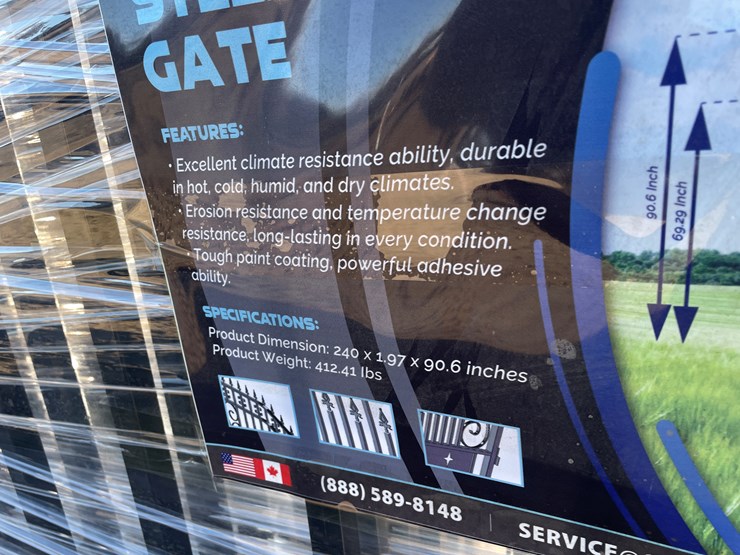 GATE
FEATURES:
· Excellent climate resistance ability, durable
in hot, cold, humid, and dry climates.
· Erosion resistance and temperature change
resistance, long-lasting in every condition.
· Tough paint coating, powerful adhesive
ability.
SPECIFICATIONS:
Product Dimension: 240 x 1.97 x 90.6 inches
Product Weight: 412.41 lbs
90.6 Inch
69.29 Inch
(888) 589-8148 |
SERVICE@